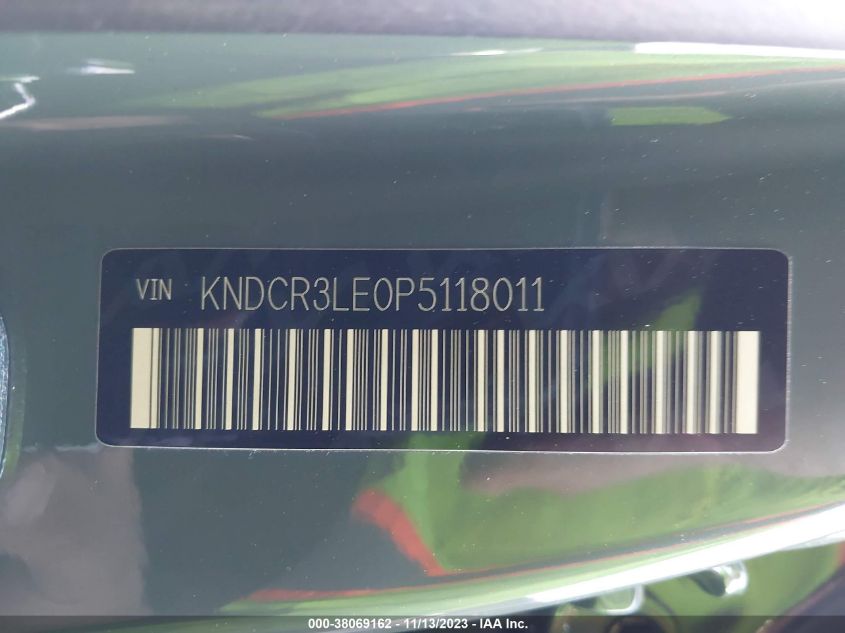 VIN KNDCR3LE0P5118011
000-38069162 - 11/13/2023 - IAA Inc.